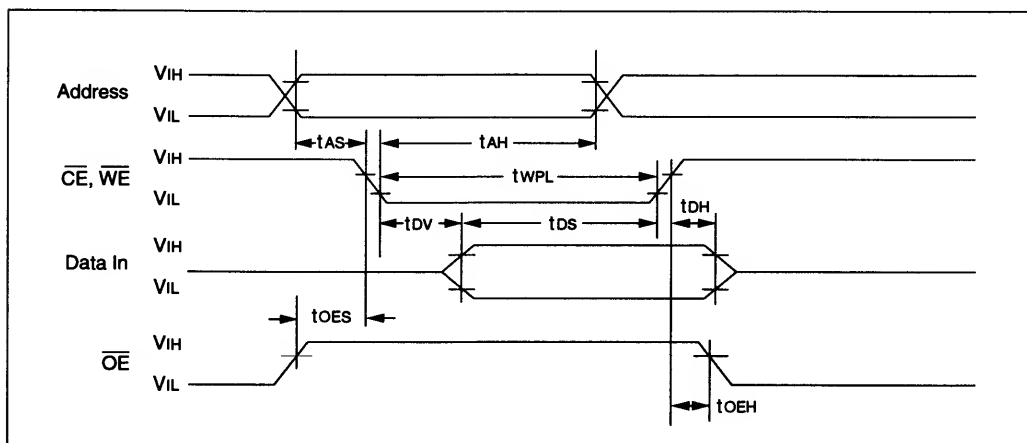 Address
VIH
VIL
tAS
tAH
CE, WE
VIH
VIL
tWPL
tDV
tDS
tDH
Data In
VIH
VIL
tOES
OE
VIH
VIL
tOEH